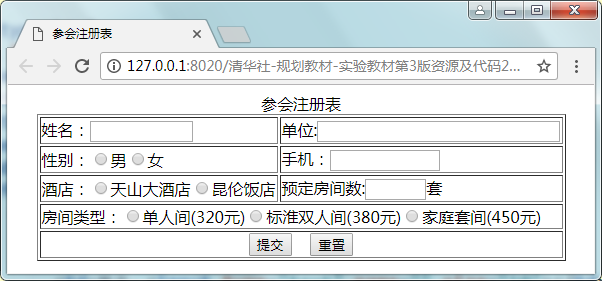 参会注册表
127.0.0.1:8020/清华社-规划教材-实验教材第3版资源及代码2...
参会注册表
姓名： 单位:
性别： 男 女 手机：
酒店： 天山大酒店 昆伦饭店 预定房间数: 套
房间类型： 单人间(320元) 标准双人间(380元) 家庭套间(450元)
提交 重置